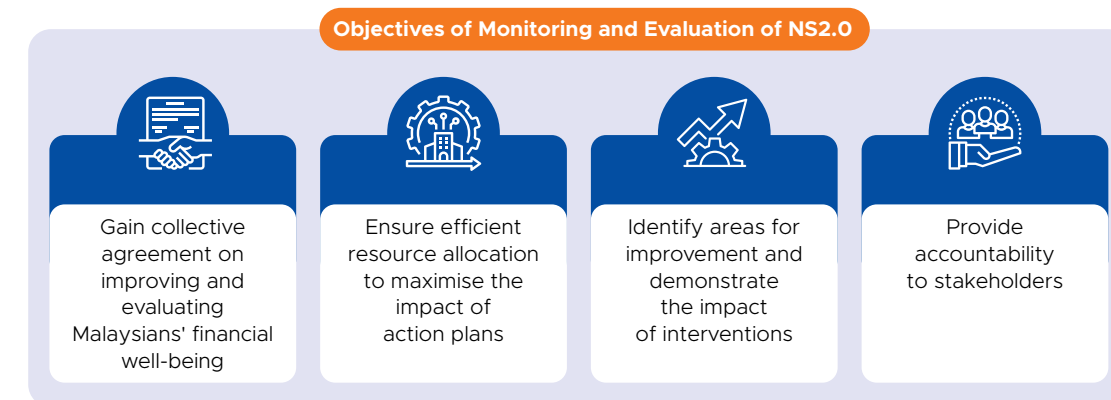 Objectives of Monitoring and Evaluation of NS2.0
Gain collective
agreement on
improving and
evaluating
Malaysians' financial
well-being
Ensure efficient
resource allocation
to maximise the
impact of
action plans
Identify areas for
improvement and
demonstrate
the impact
of interventions
Provide
accountability
to stakeholders